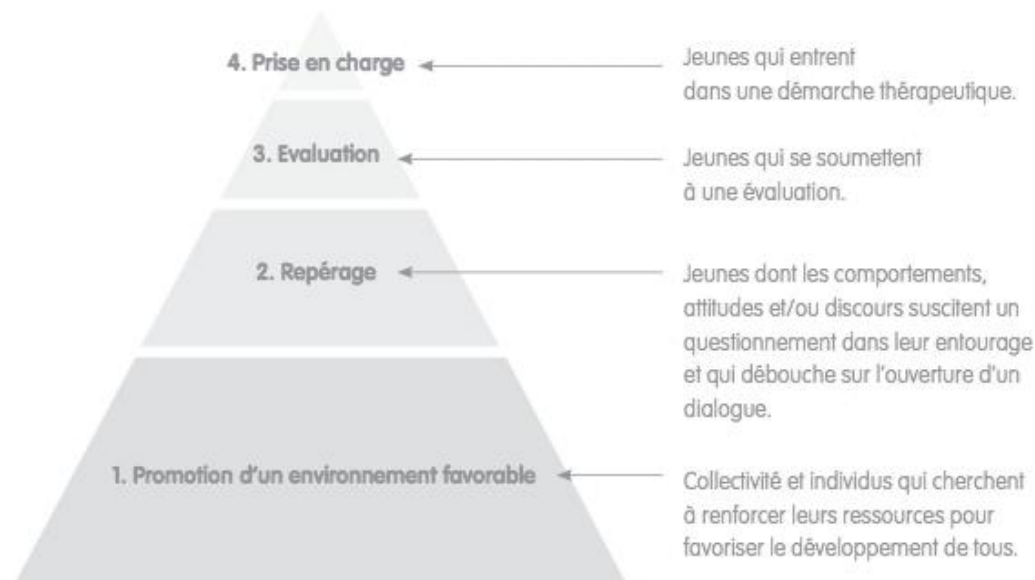 4. Prise en charge
Jeunes qui entrent
dans une démarche thérapeutique.
3. Evaluation
Jeunes qui se soumettent
à une évaluation.
2. Repérage
Jeunes dont les comportements,
attitudes et/ou discours suscitent un
questionnement dans leur entourage
et qui débouche sur l'ouverture d'un
dialogue.
1. Promotion d'un environnement favorable
Collectivité et individus qui cherchent
à renforcer leurs ressources pour
favoriser le développement de tous.